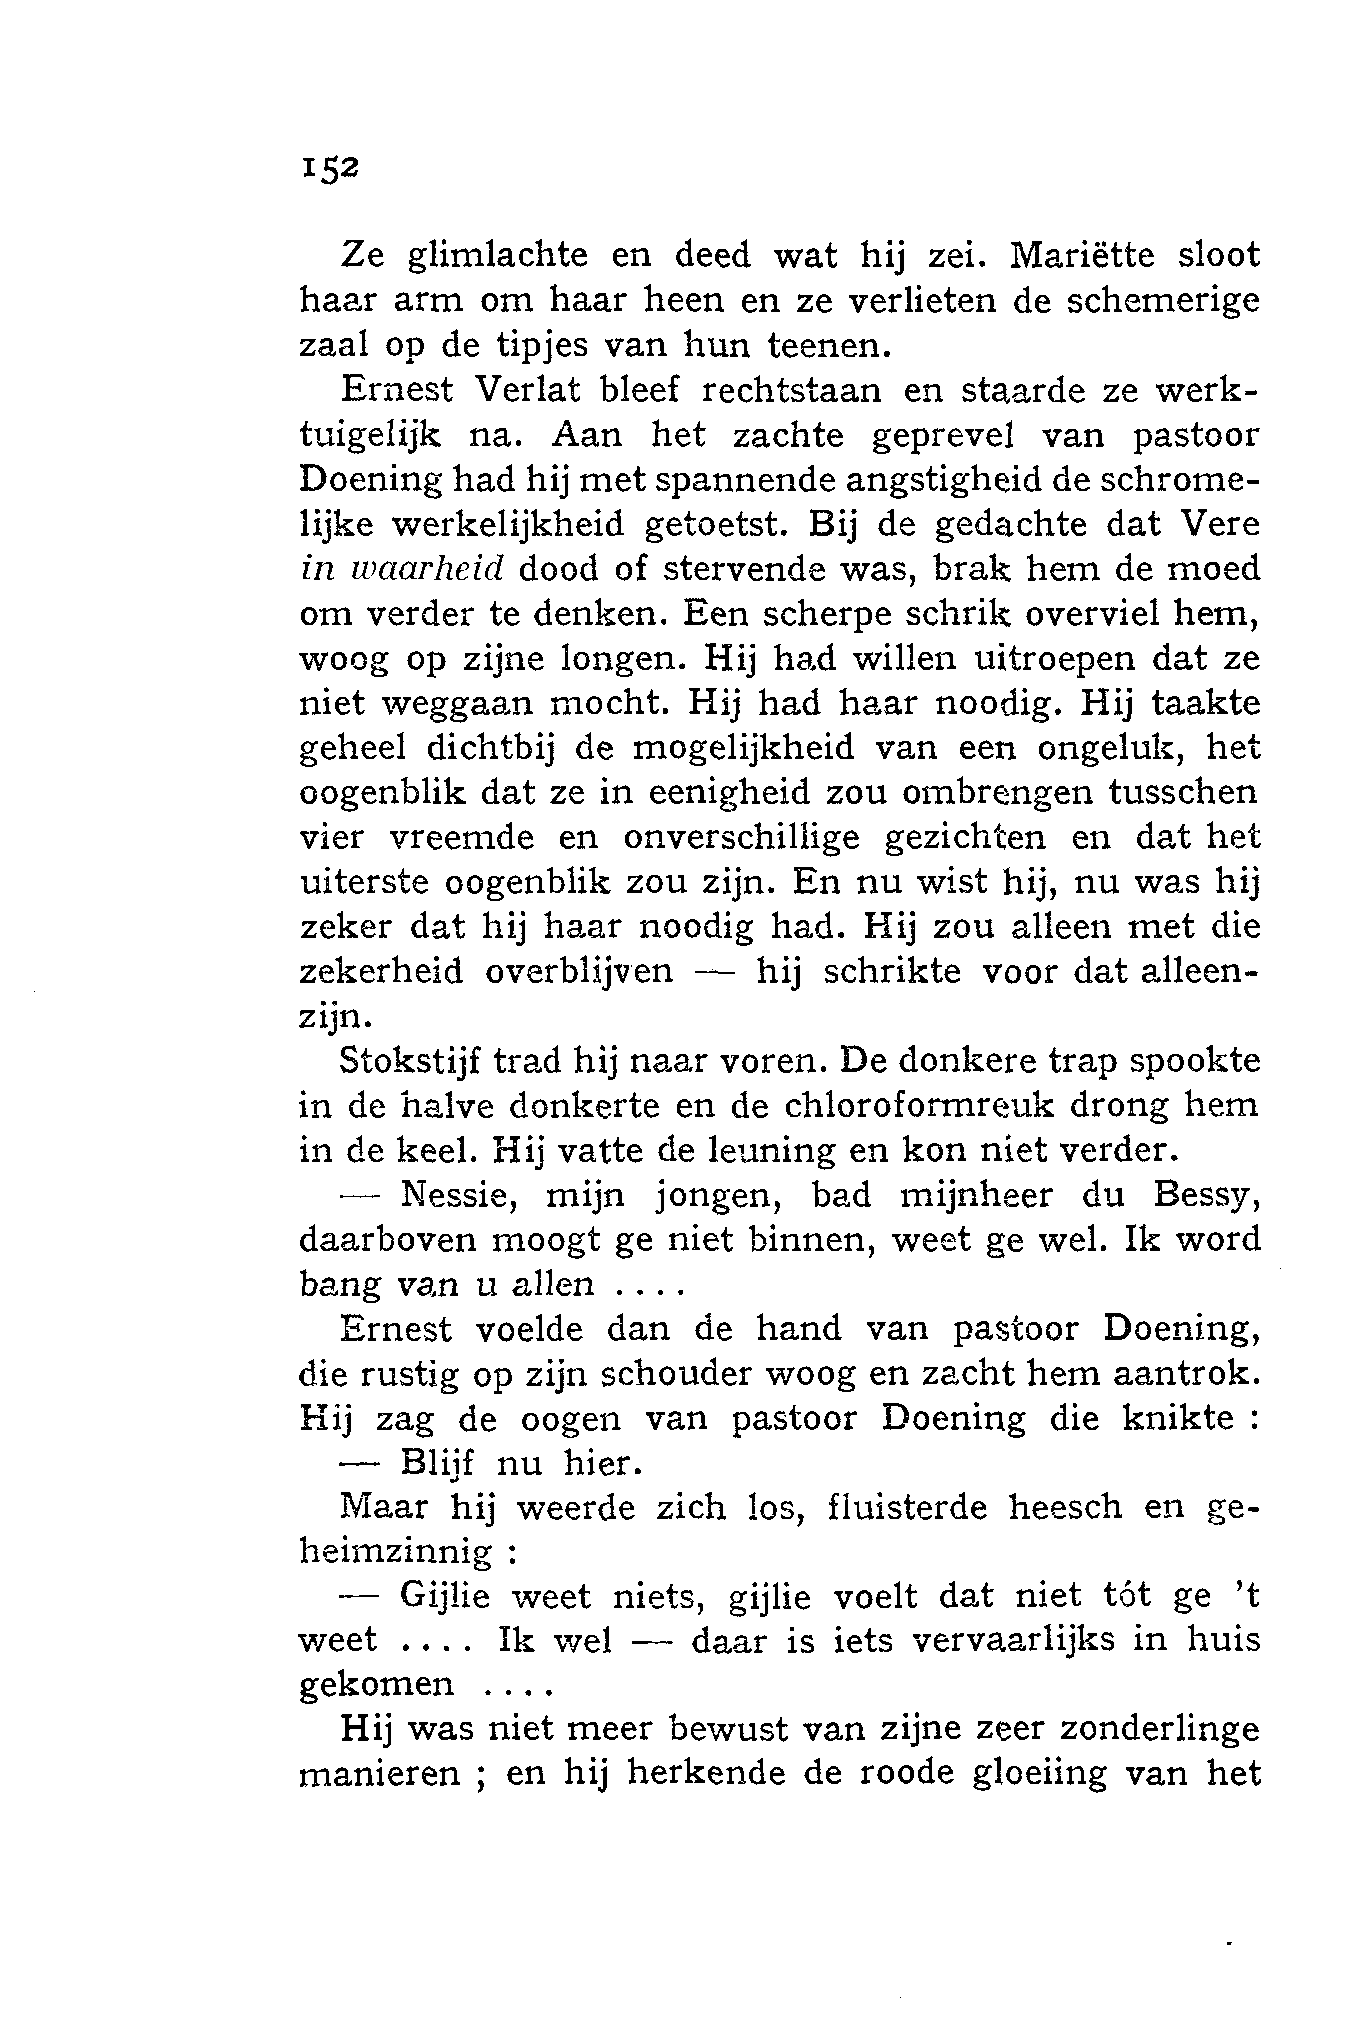 152
Ze glimlachte en deed wat hij zei. Mariëtte sloot
haar arm om haar heen en ze verlieten de schemerige
zaal op de tipjes van hun teenen.
Ernest Verlat bleef rechtstaan en staarde ze werk-
tuigelijk na. Aan het zachte geprevel van pastoor
Doening had hij met spannende angstigheid de schrome-
lijke werkelijkheid getoetst. Bij de gedachte dat Vere
in waarheid dood of stervende was, brak hem de moed
om verder te denken. Een scherpe schrik overviel hem,
woog op zijne longen. Hij had willen uitroepen dat ze
niet weggaan mocht. Hij had haar noodig. Hij taakte
geheel dichtbij de mogelijkheid van een ongeluk, het
oogenblik dat ze in eenigheid zou ombrengen tusschen
vier vreemde en onverschillige gezichten en dat het
uiterste oogenblik zou zijn. En nu wist hij, nu was hij
zeker dat hij haar noodig had. Hij zou alleen met die
zekerheid overblijven — hij schrikte voor dat alleen-
zijn.
Stokstijf trad hij naar voren. De donkere trap spookte
in de halve donkerte en de chloroformreuk drong hem
in de keel. Hij vatte de leuning en kon niet verder.
— Nessie, mijn jongen, bad mijnheer du Bessy,
daarboven moogt ge niet binnen, weet ge wel. Ik word
bang van u allen ....
Ernest voelde dan de hand van pastoor Doening,
die rustig op zijn schouder woog en zacht hem aantrok.
Hij zag de oogen van pastoor Doening die knikte :
— Blijf nu hier.
Maar hij weerde zich los, fluisterde heesch en ge-
heimzinnig :
— Gijlie weet niets, gijlie voelt dat niet tót ge 't
weet .... Ik wel — daar is iets vervaarlijks in huis
gekomen ....
Hij was niet meer bewust van zijne zeer zonderlinge
manieren ; en hij herkende de roode gloeiing van het